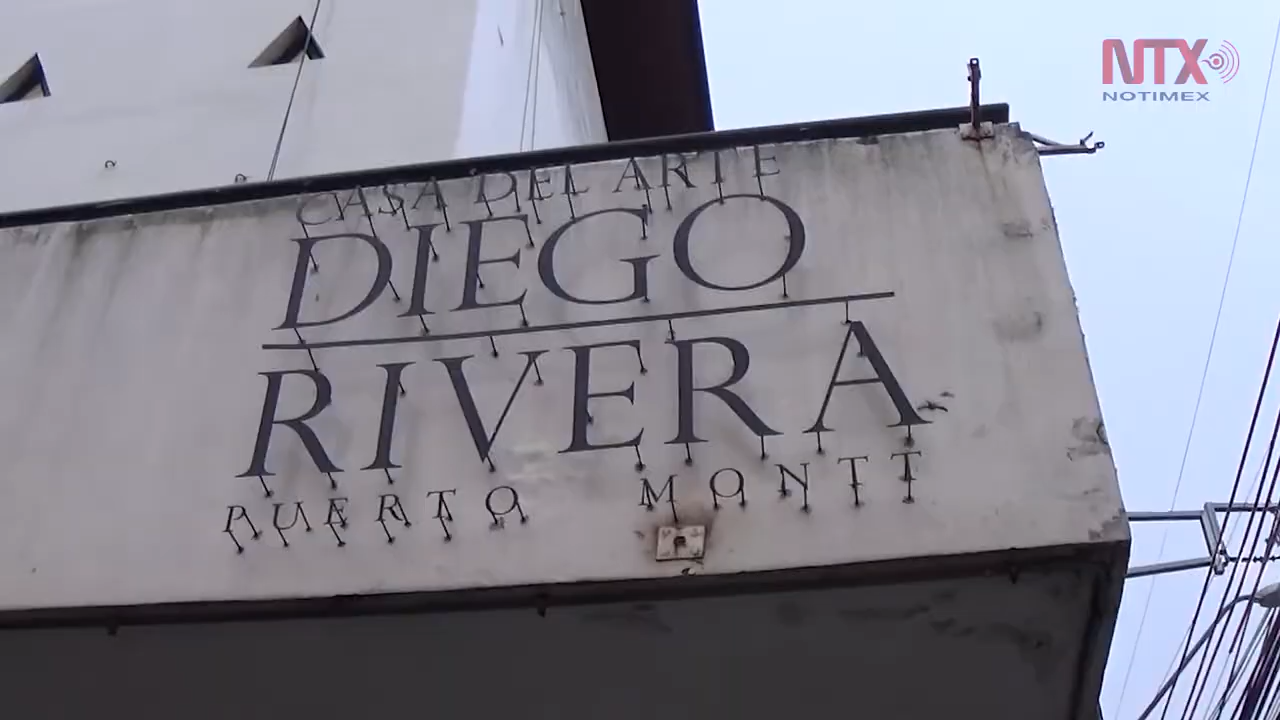 NTX
NOTIMEX
CASA DEL ARTE
DIEGO
RIVERA
PUERTO MONTT